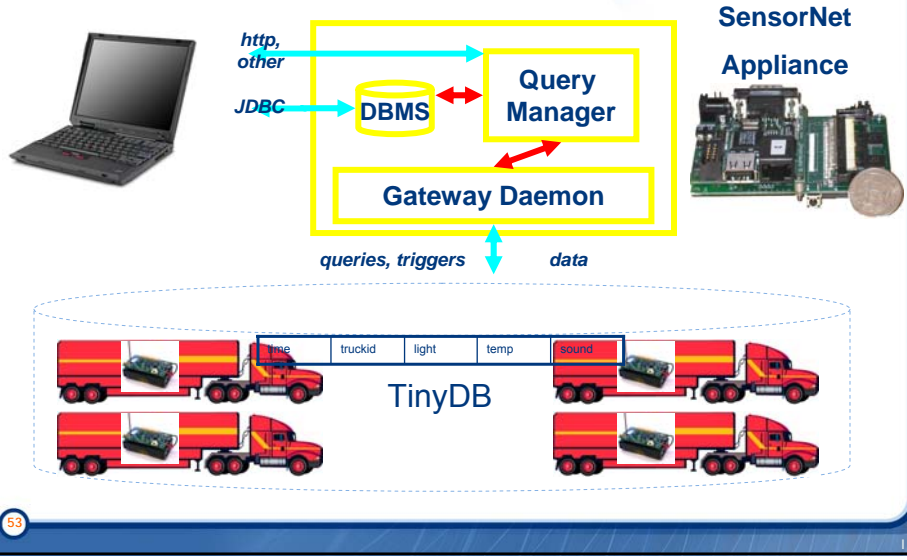 SensorNet
Appliance
http,
other
JDBC
DBMS
Query
Manager
Gateway Daemon
queries, triggers
data
time
truckid
light
temp
sound
TinyDB
53